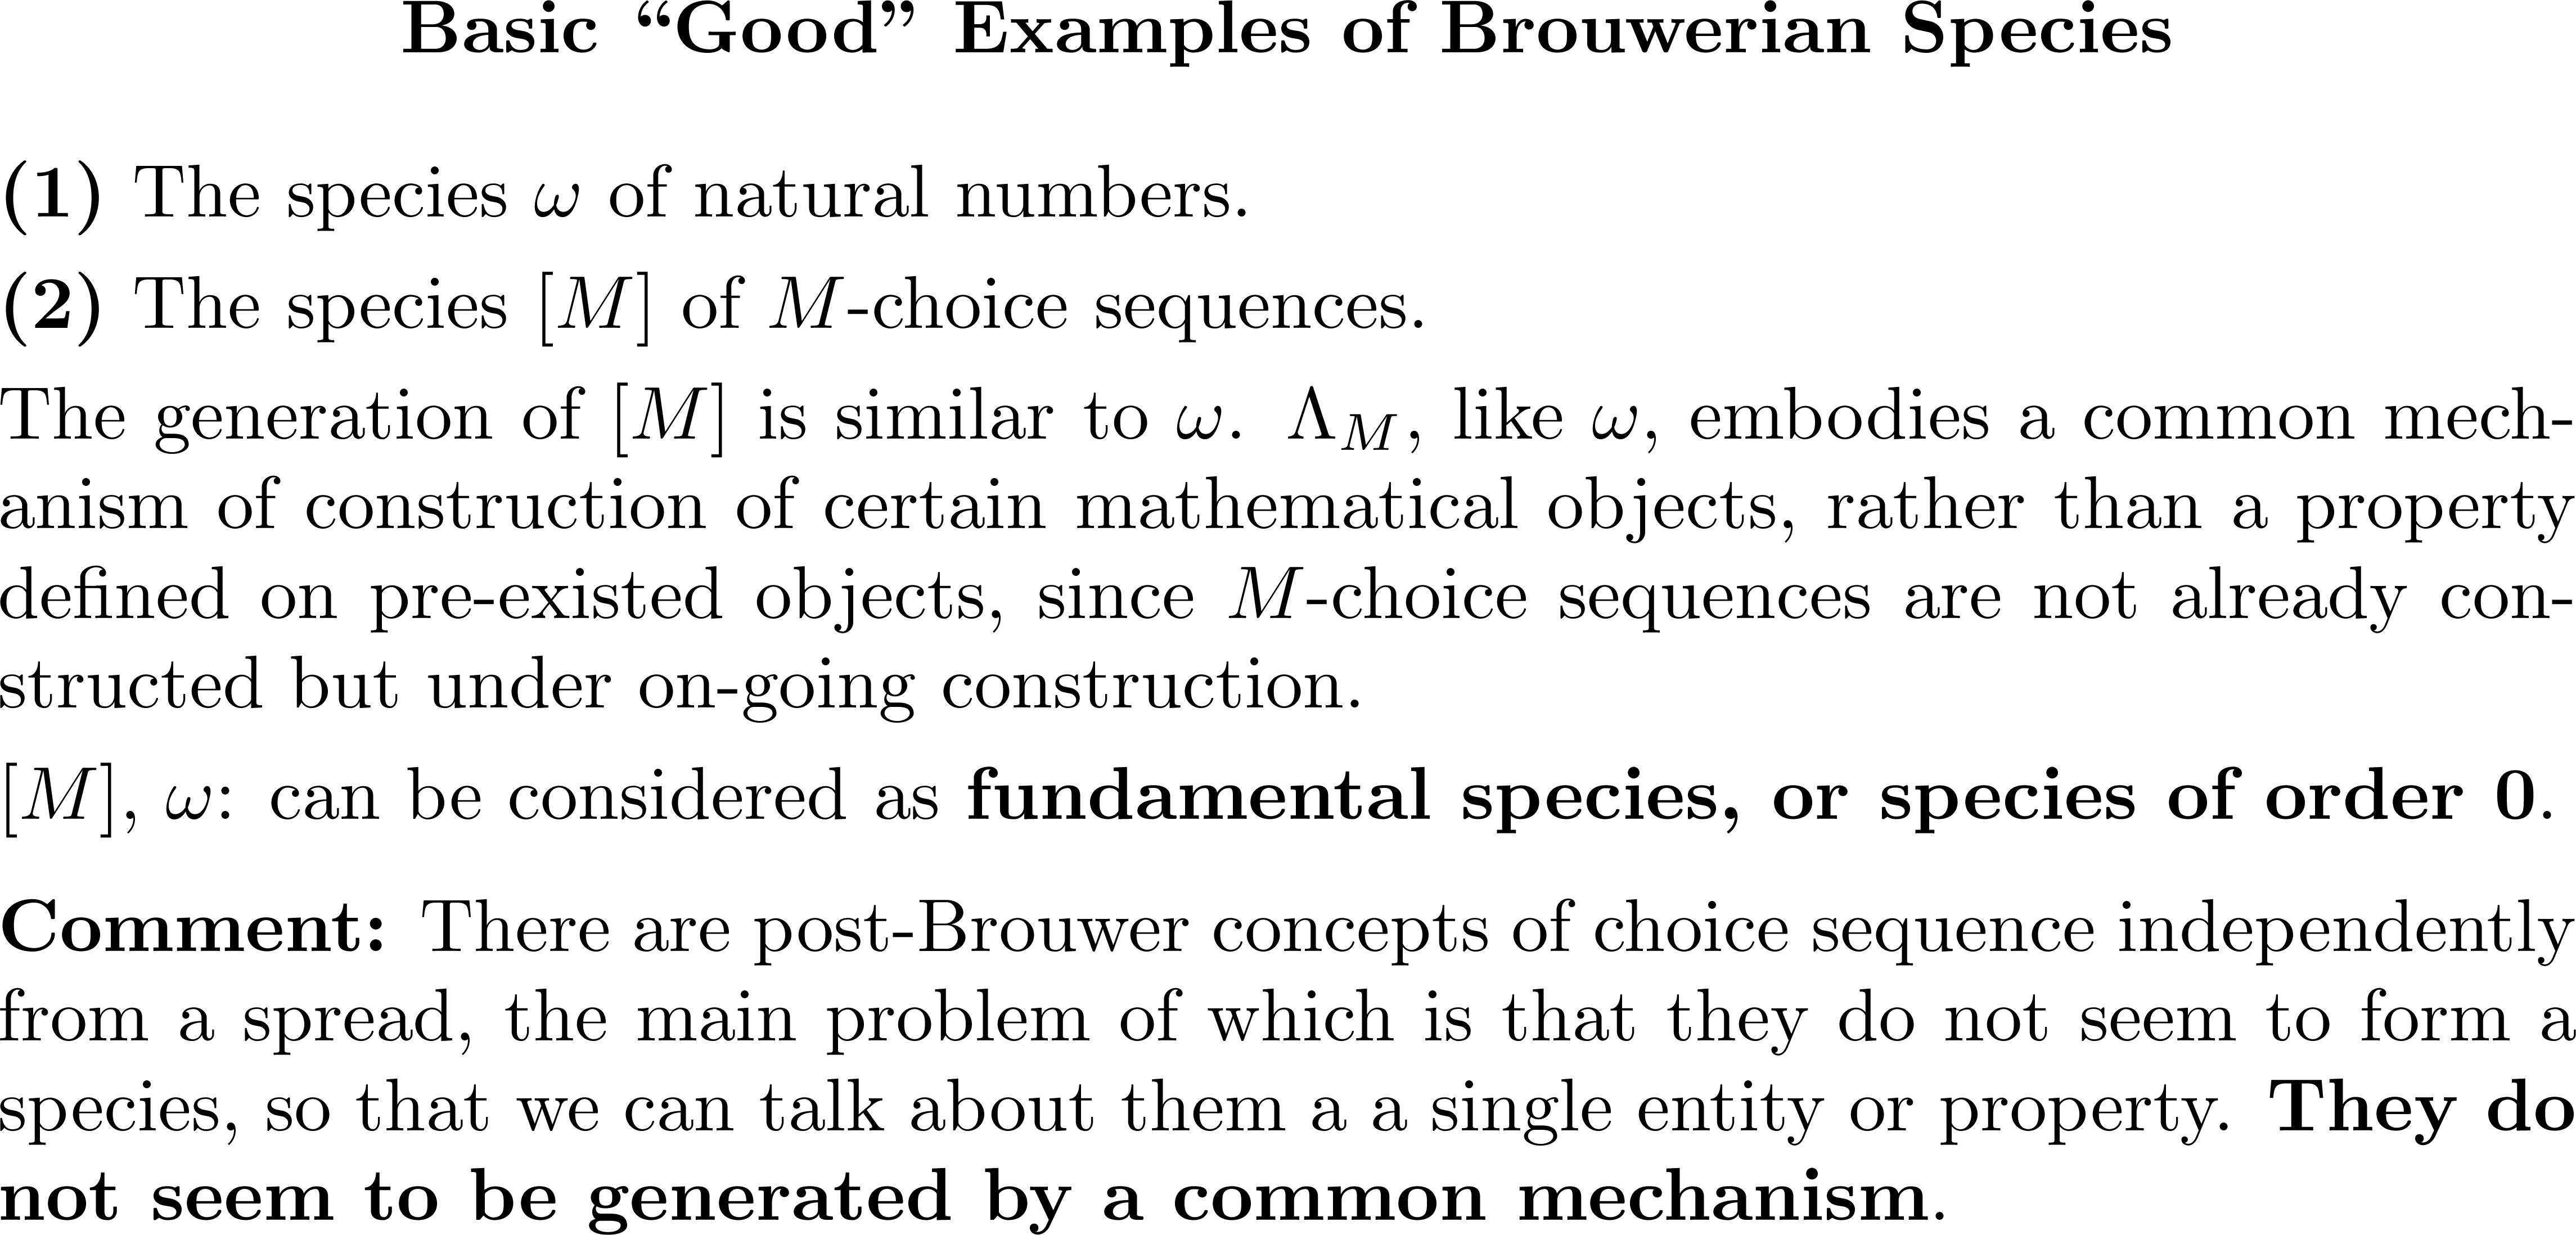 Basic “Good” Examples of Brouwerian Species
(1) The species ω of natural numbers.
(2) The species [M] of M-choice sequences.
The generation of [M] is similar to ω. Λ_M, like ω, embodies a common mech-
anism of construction of certain mathematical objects, rather than a property
defined on pre-existed objects, since M-choice sequences are not already con-
structed but under on-going construction.
[M], ω: can be considered as fundamental species, or species of order 0.
Comment: There are post-Brouwer concepts of choice sequence independently
from a spread, the main problem of which is that they do not seem to form a
species, so that we can talk about them a a single entity or property. They do
not seem to be generated by a common mechanism.